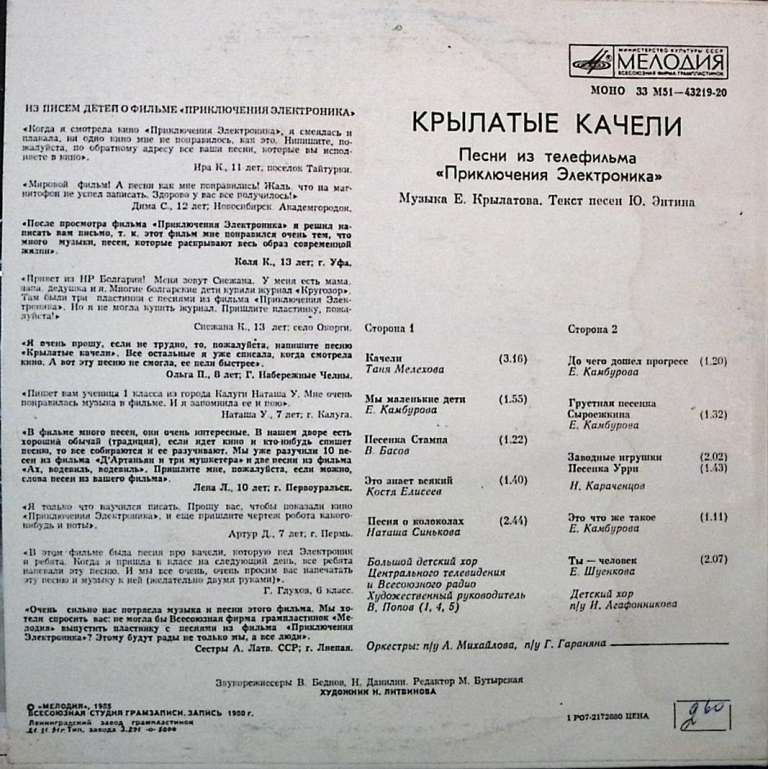 МИНИСТЕРСТВО КУЛЬТУРЫ СССР
МЕЛОДИЯ
ВСЕСОЮЗНАЯ ФИРМА ГРАМПЛАСТИНОК
МОНО 33 М51—43219-20
КРЫЛАТЫЕ КАЧЕЛИ
Песни из телефильма
«Приключения Электроника»
Музыка Е. Крылатова. Текст песен Ю. Энтина
ИЗ ПИСЕМ ДЕТЕЙ О ФИЛЬМЕ «ПРИКЛЮЧЕНИЯ ЭЛЕКТРОНИКА»
«Когда я смотрела кино «Приключения Электроника», я смеялась и
плакала, ни одно кино мне не понравилось, как это. Напишите, по-
жалуйста, по обратному адресу все ваши песни, которые вы испол-
няете в кино».
Ира К., 11 лет, поселок Тайтурки.
«Мировой фильм! А песни как мне понравились! Жаль, что на маг-
нитофон не успел записать. Здорово у вас все получилось!»
Дима С., 12 лет; Новосибирск, Академгородок.
«После просмотра фильма «Приключения Электроника» я решил на-
писать вам письмо, т. к. этот фильм мне понравился очень тем, что
много музыки, песен, которые раскрывают весь образ современной
жизни».
Коля К., 13 лет; г. Уфа.
«Привет из НР Болгарии! Меня зовут Снежана. У меня есть мама,
папа, дедушка и я. Многие болгарские дети купили журнал «Кругозор».
Там были три пластинки с песнями из фильма «Приключения Элек-
троника». Но я не могла купить журнал. Пришлите пластинку, пожа-
луйста!»
Снежана К., 13 лет; село Окорги.
«Я очень прошу, если не трудно, то, пожалуйста, напишите песню
«Крылатые качели». Все остальные я уже списала, когда смотрела
кино. А вот эту песню не смогла, ее пели быстрее».
Ольга П., 8 лет; Г. Набережные Челны.
«Пишет вам ученица 1 класса из города Калуги Наташа У. Мне очень
понравилась музыка в фильме. И я запомнила ее и пою».
Наташа У., 7 лет; г. Калуга.
«В фильме много песен, они очень интересные. В нашем дворе есть
хороший обычай (традиция), если идет кино и кто-нибудь спишет
песню, то все собираются и ее разучивают. Мы уже разучили 10 пе-
сен из фильма «Д'Артаньян и три мушкетера» и две песни из фильма
«Ах, водевиль, водевиль». Пришлите мне, пожалуйста, если можно,
слова песен из вашего фильма».
Лена Л., 10 лет; г. Первоуральск.
«Я только что научился писать. Прошу вас, чтобы показали кино
«Приключения Электроника», и еще пришлите чертеж робота какого-
нибудь и ноты».
Артур Д., 7 лет; г. Пермь.
«В этом фильме была песня про качели, которую пел Электроник
и ребята. Когда я пришла в класс на следующий день, все ребята
напевали эту песню. И мы все очень, очень просим вас напечатать
эту песню и музыку к ней (желательно двумя руками)».
Г. Глухов, 6 класс.
«Очень сильно нас потрясла музыка и песни этого фильма. Мы хо-
тели спросить вас: не могла бы Всесоюзная фирма грампластинок «Ме-
лодия» выпустить пластинку с песнями из фильма «Приключения
Электроника»? Этому будут рады не только мы, а все люди».
Сестры А. Латв. ССР; г. Лиепая.
Сторона 1
Качели (3.16)
Таня Мелехова
Мы маленькие дети (1.55)
Е. Камбурова
Песенка Стампа (1.22)
В. Басов
Это знает всякий (1.40)
Костя Елисеев
Песня о колоколах (2.44)
Наташа Синькова
Большой детский хор
Центрального телевидения
и Всесоюзного радио
Художественный руководитель
В. Попов (1, 4, 5)
Сторона 2
До чего дошел прогресс (1.20)
Е. Камбурова
Грустная песенка
Сыроежкина (1.32)
Е. Камбурова
Заводные игрушки (2.02)
Песенка Урри (1.43)
Н. Караченцов
Это что же такое (1.11)
Е. Камбурова
Ты — человек (2.07)
Е. Шуенкова
Детский хор
п/у И. Агафонникова
Оркестры: п/у Л. Михайлова, п/у Г. Гараняна
Звукорежиссеры В. Беднов, Н. Данилин. Редактор М. Бутырская
ХУДОЖНИК Н. ЛИТВИНОВА
© «МЕЛОДИЯ», 1985
ВСЕСОЮЗНАЯ СТУДИЯ ГРАМЗАПИСИ, ЗАПИСЬ 1980 г.
Ленинградский завод грампластинок
Тип. завода
1 Р07-2172880 ЦЕНА